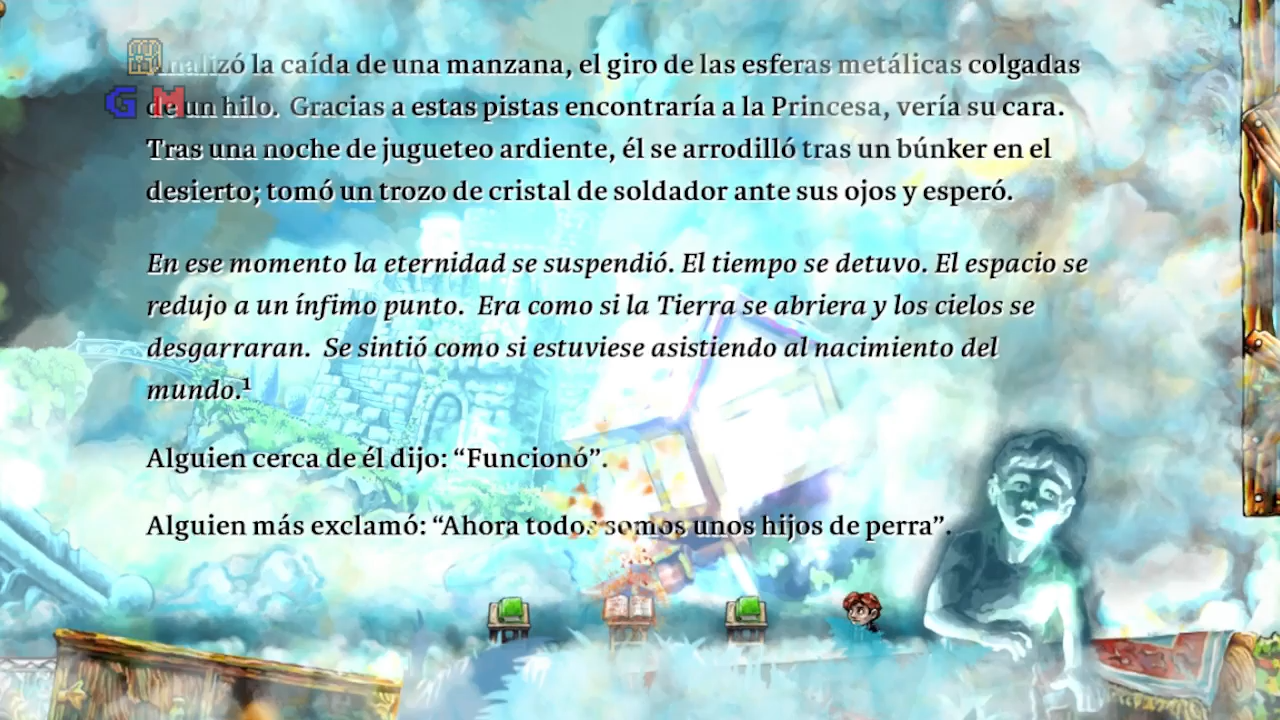 Analizó la caída de una manzana, el giro de las esferas metálicas colgadas
de un hilo. Gracias a estas pistas encontraría a la Princesa, vería su cara.
Tras una noche de jugueteo ardiente, él se arrodilló tras un búnker en el
desierto; tomó un trozo de cristal de soldador ante sus ojos y esperó.
En ese momento la eternidad se suspendió. El tiempo se detuvo. El espacio se
redujo a un ínfimo punto. Era como si la Tierra se abriera y los cielos se
desgarraran. Se sintió como si estuviese asistiendo al nacimiento del
mundo.¹
Alguien cerca de él dijo: “Funcionó”.
Alguien más exclamó: “Ahora todos somos unos hijos de perra”.
G M